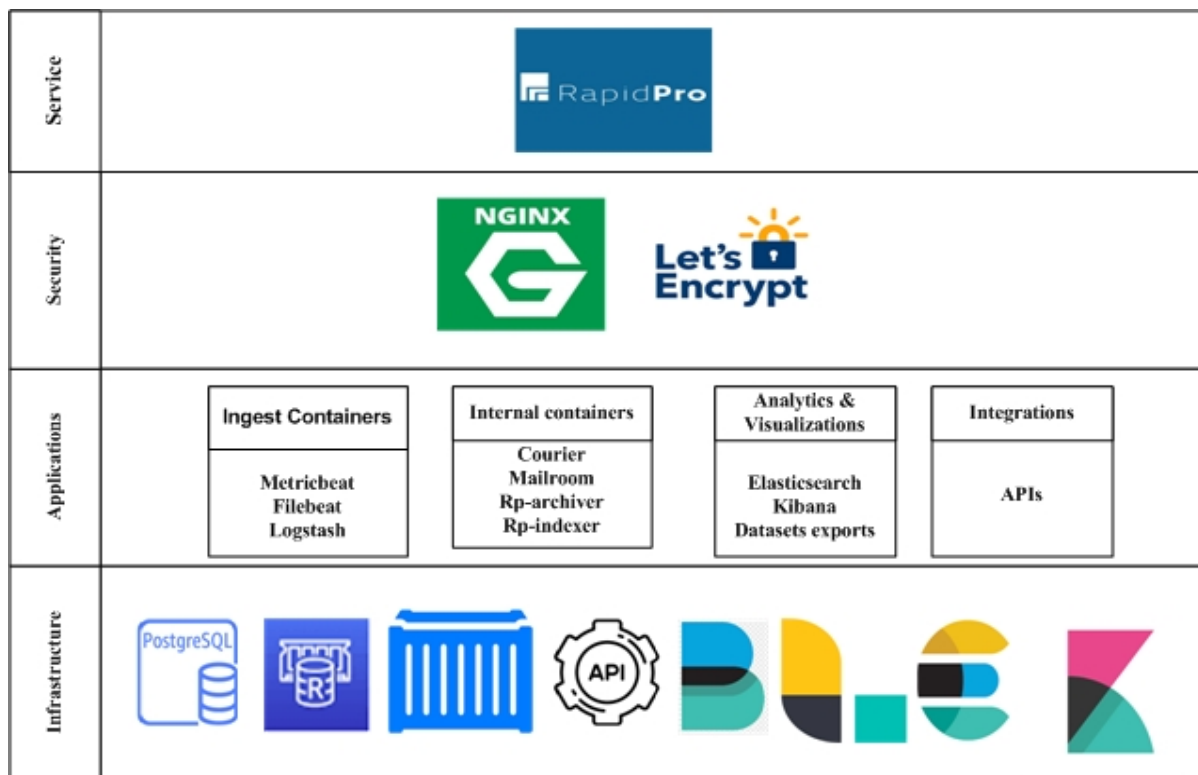 Service
RapidPro
Security
NGINX
Let's
Encrypt
Applications
Ingest Containers
Metricbeat
Filebeat
Logstash
Internal containers
Courier
Mailroom
Rp-archiver
Rp-indexer
Analytics &
Visualizations
Elasticsearch
Kibana
Datasets exports
Integrations
APIs
Infrastructure
PostgreSQL
R
API